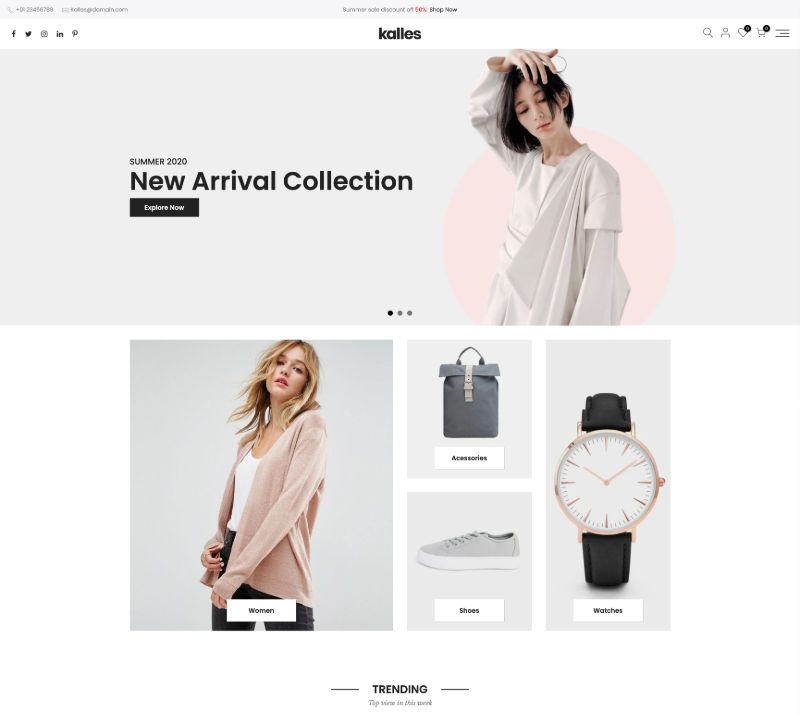 +01 23456789 Kalles@domain.com
Summer sale discount off 50%! Shop Now
kalles
0 0
SUMMER 2020
New Arrival Collection
Explore Now
Acessories
Women
Shoes
Watches
TRENDING
Top view in this week